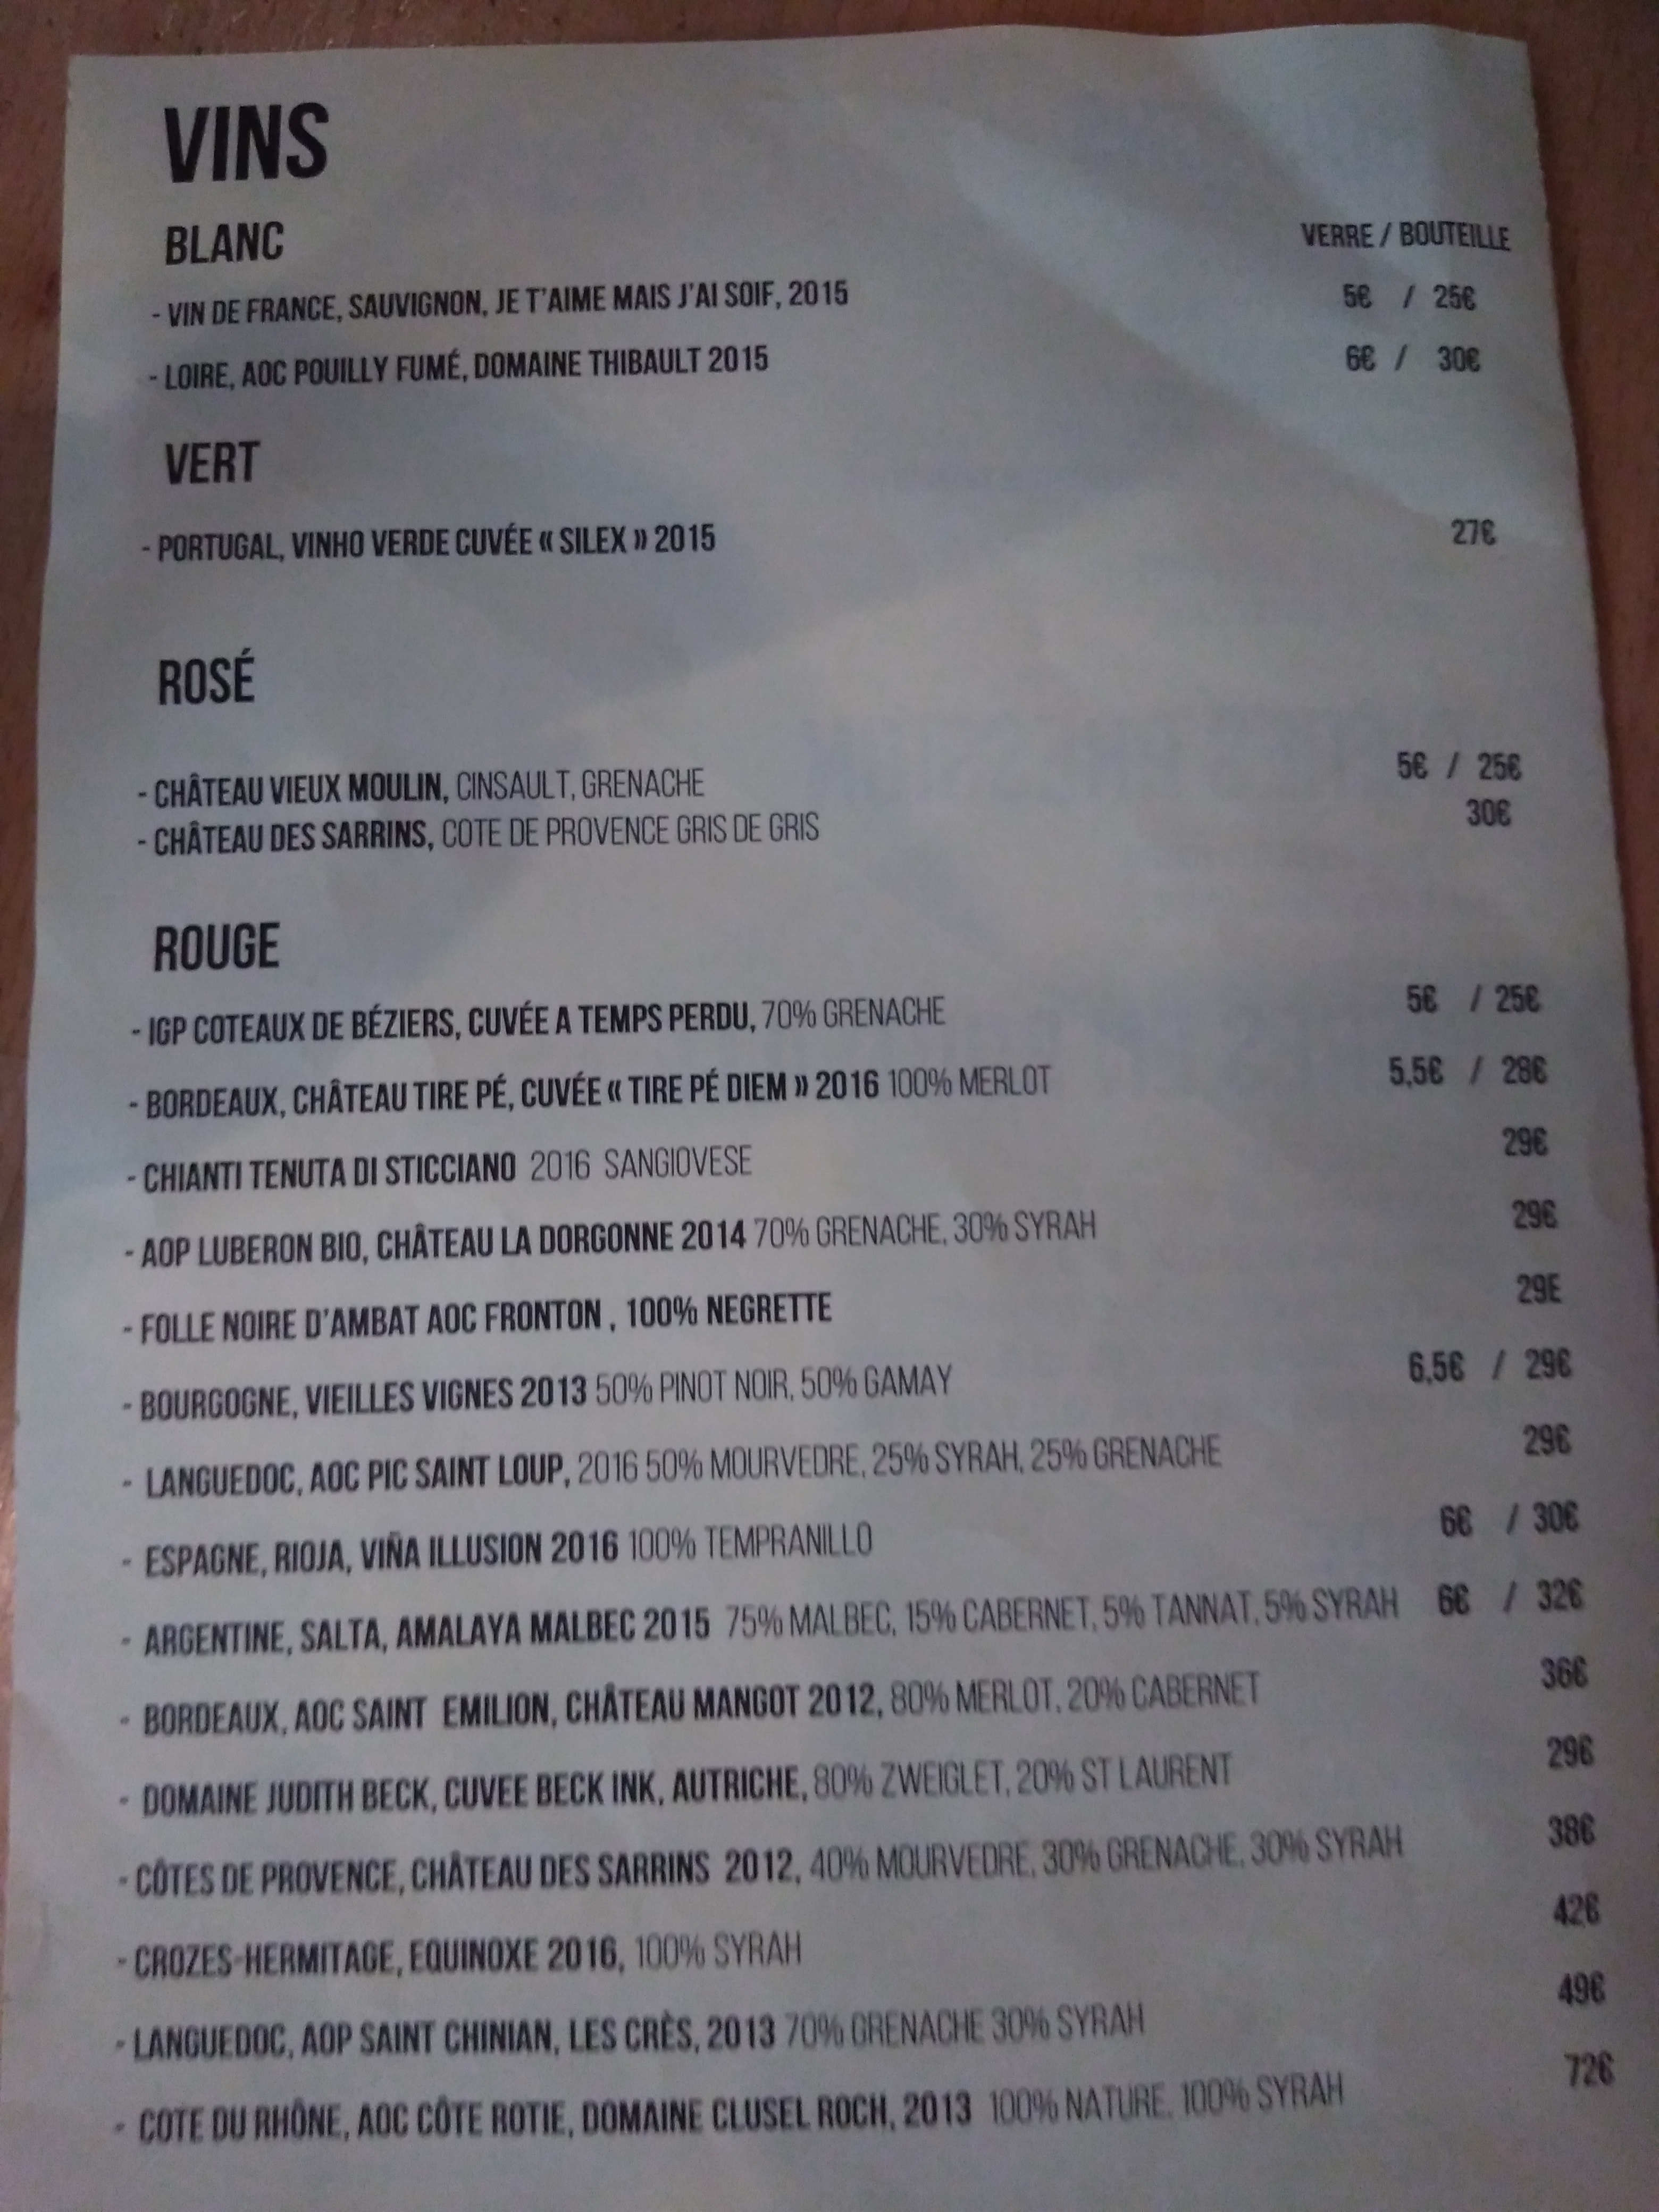 VINS
BLANC
VERRE / BOUTEILLE
- VIN DE FRANCE, SAUVIGNON, JE T'AIME MAIS J'AI SOIF, 2015 5€ / 25€
- LOIRE, AOC POUILLY FUMÉ, DOMAINE THIBAULT 2015 6€ / 30€
VERT
- PORTUGAL, VINHO VERDE CUVÉE « SILEX » 2015 27€
ROSÉ
- CHÂTEAU VIEUX MOULIN, CINSAULT, GRENACHE 5€ / 25€
- CHÂTEAU DES SARRINS, COTE DE PROVENCE GRIS DE GRIS 30€
ROUGE
- IGP COTEAUX DE BÉZIERS, CUVÉE A TEMPS PERDU, 70% GRENACHE 5€ / 25€
- BORDEAUX, CHÂTEAU TIRE PÉ, CUVÉE « TIRE PÉ DIEM » 2016 100% MERLOT 5,5€ / 28€
- CHIANTI TENUTA DI STICCIANO 2016 SANGIOVESE 29€
- AOP LUBERON BIO, CHÂTEAU LA DORGONNE 2014 70% GRENACHE, 30% SYRAH 29€
- FOLLE NOIRE D'AMBAT AOC FRONTON , 100% NEGRETTE 29E
- BOURGOGNE, VIEILLES VIGNES 2013 50% PINOT NOIR, 50% GAMAY 6,5€ / 29€
- LANGUEDOC, AOC PIC SAINT LOUP, 2016 50% MOURVEDRE, 25% SYRAH, 25% GRENACHE 29€
- ESPAGNE, RIOJA, VIÑA ILLUSION 2016 100% TEMPRANILLO 6€ / 30€
- ARGENTINE, SALTA, AMALAYA MALBEC 2015 75% MALBEC, 15% CABERNET, 5% TANNAT, 5% SYRAH 6€ / 32€
- BORDEAUX, AOC SAINT EMILION, CHÂTEAU MANGOT 2012, 80% MERLOT, 20% CABERNET 36€
- DOMAINE JUDITH BECK, CUVEE BECK INK, AUTRICHE, 80% ZWEIGLET, 20% ST LAURENT 29€
- CÔTES DE PROVENCE, CHÂTEAU DES SARRINS 2012, 40% MOURVEDRE, 30% GRENACHE, 30% SYRAH 38€
- CROZES-HERMITAGE, EQUINOXE 2016, 100% SYRAH 42€
- LANGUEDOC, AOP SAINT CHINIAN, LES CRÈS, 2013 70% GRENACHE 30% SYRAH 49€
- COTE DU RHÔNE, AOC CÔTE ROTIE, DOMAINE CLUSEL ROCH, 2013 100% NATURE, 100% SYRAH 72€